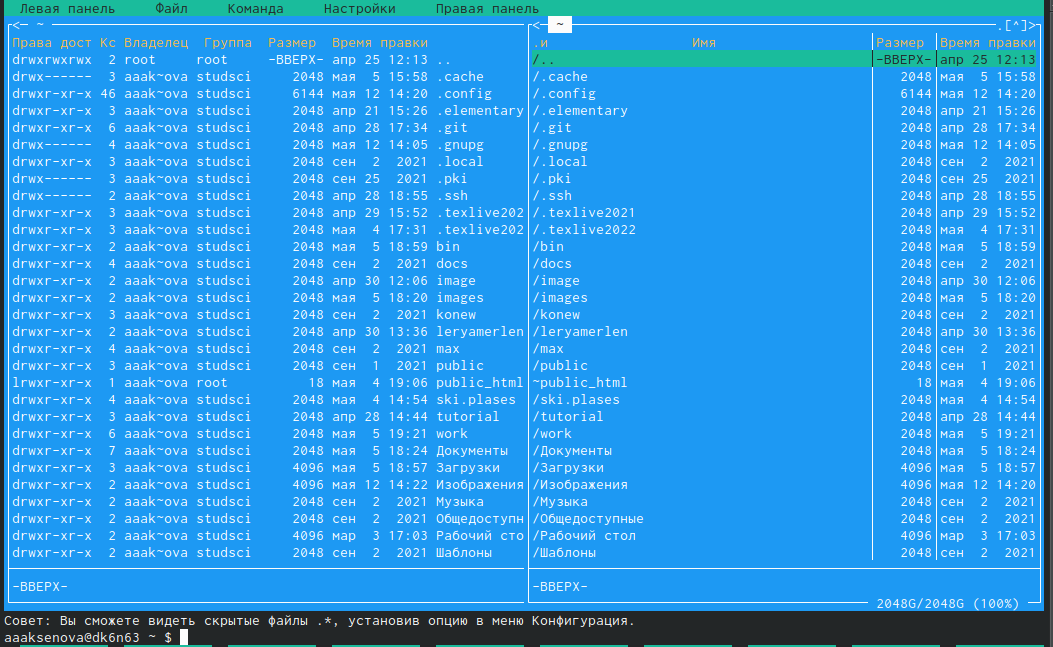 Левая панель Файл Команда Настройки Правая панель
<─ ~
Права дост Кс Владелец Группа Размер Время правки
drwxrwxrwx 2 root root -ВВЕРХ- апр 25 12:13 ..
drwx------ 3 aaak~ova studsci 2048 мая 5 15:58 .cache
drwxr-xr-x 46 aaak~ova studsci 6144 мая 12 14:20 .config
drwxr-xr-x 3 aaak~ova studsci 2048 апр 21 15:26 .elementary
drwxr-xr-x 6 aaak~ova studsci 2048 апр 28 17:34 .git
drwx------ 4 aaak~ova studsci 2048 мая 12 14:05 .gnupg
drwxr-xr-x 3 aaak~ova studsci 2048 сен 2 2021 .local
drwx------ 3 aaak~ova studsci 2048 сен 25 2021 .pki
drwx------ 2 aaak~ova studsci 2048 апр 28 18:55 .ssh
drwxr-xr-x 3 aaak~ova studsci 2048 апр 29 15:52 .texlive202
drwxr-xr-x 3 aaak~ova studsci 2048 мая 4 17:31 .texlive202
drwxr-xr-x 2 aaak~ova studsci 2048 мая 5 18:59 bin
drwxr-xr-x 4 aaak~ova studsci 2048 сен 2 2021 docs
drwxr-xr-x 2 aaak~ova studsci 2048 апр 30 12:06 image
drwxr-xr-x 2 aaak~ova studsci 2048 мая 5 18:20 images
drwxr-xr-x 3 aaak~ova studsci 2048 сен 2 2021 konew
drwxr-xr-x 2 aaak~ova studsci 2048 апр 30 13:36 leryamerlen
drwxr-xr-x 4 aaak~ova studsci 2048 сен 2 2021 max
drwxr-xr-x 3 aaak~ova studsci 2048 сен 1 2021 public
lrwxr-xr-x 1 aaak~ova root 18 мая 4 19:06 public_html
drwxr-xr-x 4 aaak~ova studsci 2048 мая 4 14:54 ski.plases
drwxr-xr-x 3 aaak~ova studsci 2048 апр 28 14:44 tutorial
drwxr-xr-x 6 aaak~ova studsci 2048 мая 5 19:21 work
drwxr-xr-x 7 aaak~ova studsci 2048 мая 5 18:24 Документы
drwxr-xr-x 3 aaak~ova studsci 4096 мая 5 18:57 Загрузки
drwxr-xr-x 2 aaak~ova studsci 4096 мая 12 14:22 Изображения
drwxr-xr-x 2 aaak~ova studsci 2048 сен 2 2021 Музыка
drwxr-xr-x 2 aaak~ova studsci 2048 сен 2 2021 Общедоступн
drwxr-xr-x 2 aaak~ova studsci 4096 мар 3 17:03 Рабочий сто
drwxr-xr-x 2 aaak~ova studsci 2048 сен 2 2021 Шаблоны
-ВВЕРХ-
<─ ~ .[^]>
.и Имя Размер Время правки
/.. -ВВЕРХ- апр 25 12:13
/.cache 2048 мая 5 15:58
/.config 6144 мая 12 14:20
/.elementary 2048 апр 21 15:26
/.git 2048 апр 28 17:34
/.gnupg 2048 мая 12 14:05
/.local 2048 сен 2 2021
/.pki 2048 сен 25 2021
/.ssh 2048 апр 28 18:55
/.texlive2021 2048 апр 29 15:52
/.texlive2022 2048 мая 4 17:31
/bin 2048 мая 5 18:59
/docs 2048 сен 2 2021
/image 2048 апр 30 12:06
/images 2048 мая 5 18:20
/konew 2048 сен 2 2021
/leryamerlen 2048 апр 30 13:36
/max 2048 сен 2 2021
/public 2048 сен 1 2021
~public_html 18 мая 4 19:06
/ski.plases 2048 мая 4 14:54
/tutorial 2048 апр 28 14:44
/work 2048 мая 5 19:21
/Документы 2048 мая 5 18:24
/Загрузки 4096 мая 5 18:57
/Изображения 4096 мая 12 14:20
/Музыка 2048 сен 2 2021
/Общедоступные 2048 сен 2 2021
/Рабочий стол 4096 мар 3 17:03
/Шаблоны 2048 сен 2 2021
-ВВЕРХ-
2048G/2048G (100%)
Совет: Вы сможете видеть скрытые файлы .*, установив опцию в меню Конфигурация.
aaaksenova@dk6n63 ~ $